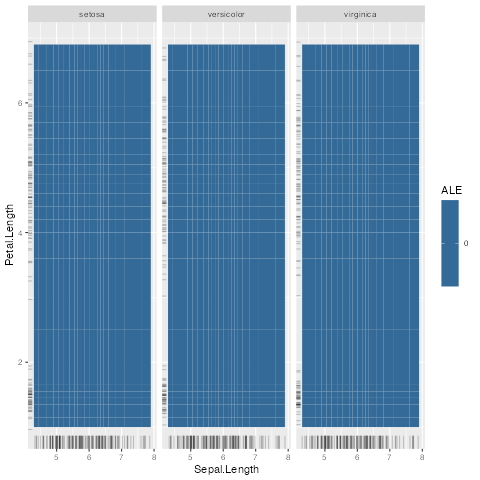 setosa versicolor virginica
6
4
2
Petal.Length
5 6 7 8 5 6 7 8 5 6 7 8
Sepal.Length
ALE
0